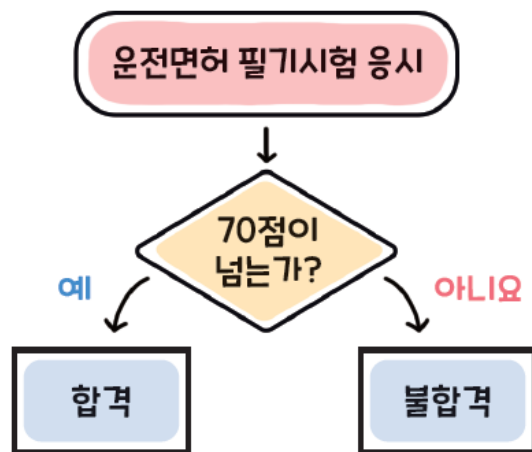 운전면허 필기시험 응시
70점이
넘는가?
예
아니요
합격
불합격